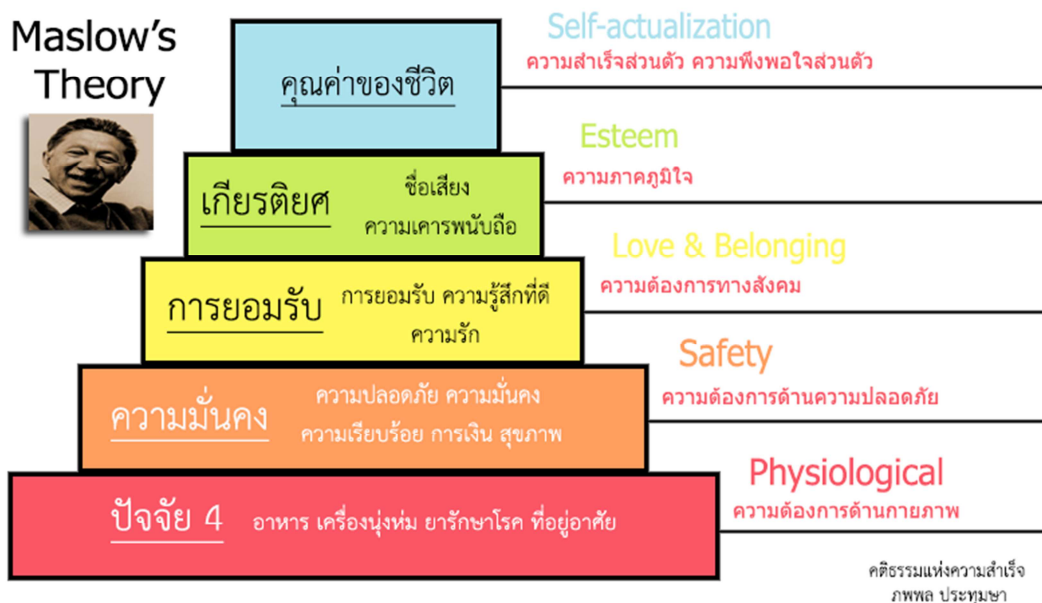 Maslow's
Theory
คุณค่าของชีวิต
Self-actualization
ความสำเร็จส่วนตัว ความพึงพอใจส่วนตัว
เกียรติยศ
ชื่อเสียง
ความเคารพนับถือ
Esteem
ความภาคภูมิใจ
การยอมรับ
การยอมรับ ความรู้สึกที่ดี
ความรัก
Love & Belonging
ความต้องการทางสังคม
ความมั่นคง
ความปลอดภัย ความมั่นคง
ความเรียบร้อย การเงิน สุขภาพ
Safety
ความต้องการด้านความปลอดภัย
ปัจจัย 4
อาหาร เครื่องนุ่งห่ม ยารักษาโรค ที่อยู่อาศัย
Physiological
ความต้องการด้านกายภาพ
คติธรรมแห่งความสำเร็จ
ภพพล ประทุมษา